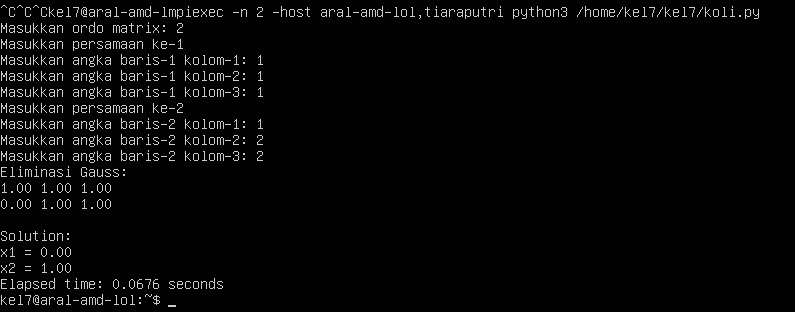 ^C^C^Ckel7@aral-amd-lmpiexec -n 2 -host aral-amd-lol,tiaraputri python3 /home/kel7/kel7/koli.py
Masukkan ordo matrix: 2
Masukkan persamaan ke-1
Masukkan angka baris-1 kolom-1: 1
Masukkan angka baris-1 kolom-2: 1
Masukkan angka baris-1 kolom-3: 1
Masukkan persamaan ke-2
Masukkan angka baris-2 kolom-1: 1
Masukkan angka baris-2 kolom-2: 2
Masukkan angka baris-2 kolom-3: 2
Eliminasi Gauss:
1.00 1.00 1.00
0.00 1.00 1.00
Solution:
x1 = 0.00
x2 = 1.00
Elapsed time: 0.0676 seconds
kel7@aral-amd-lol:~$ _